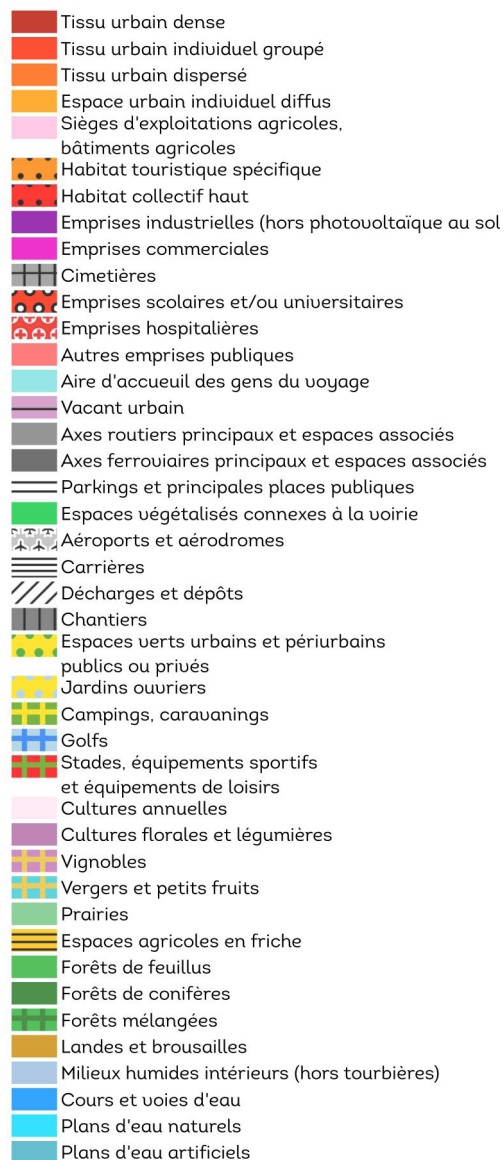 Tissu urbain dense
Tissu urbain individuel groupé
Tissu urbain dispersé
Espace urbain individuel diffus
Sièges d'exploitations agricoles,
bâtiments agricoles
Habitat touristique spécifique
Habitat collectif haut
Emprises industrielles (hors photovoltaïque au sol
Emprises commerciales
Cimetières
Emprises scolaires et/ou universitaires
Emprises hospitalières
Autres emprises publiques
Aire d'accueuil des gens du voyage
Vacant urbain
Axes routiers principaux et espaces associés
Axes ferroviaires principaux et espaces associés
Parkings et principales places publiques
Espaces végétalisés connexes à la voirie
Aéroports et aérodromes
Carrières
Décharges et dépôts
Chantiers
Espaces verts urbains et périurbains
publics ou privés
Jardins ouvriers
Campings, caravanings
Golfs
Stades, équipements sportifs
et équipements de loisirs
Cultures annuelles
Cultures florales et légumières
Vignobles
Vergers et petits fruits
Prairies
Espaces agricoles en friche
Forêts de feuillus
Forêts de conifères
Forêts mélangées
Landes et brousailles
Milieux humides intérieurs (hors tourbières)
Cours et voies d'eau
Plans d'eau naturels
Plans d'eau artificiels